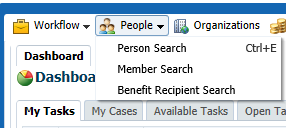 Workflow People Organizations
Dashboard Person Search Ctrl+E
Dashboa Member Search
Benefit Recipient Search
My Tasks My Cases Available Tasks Open Ta